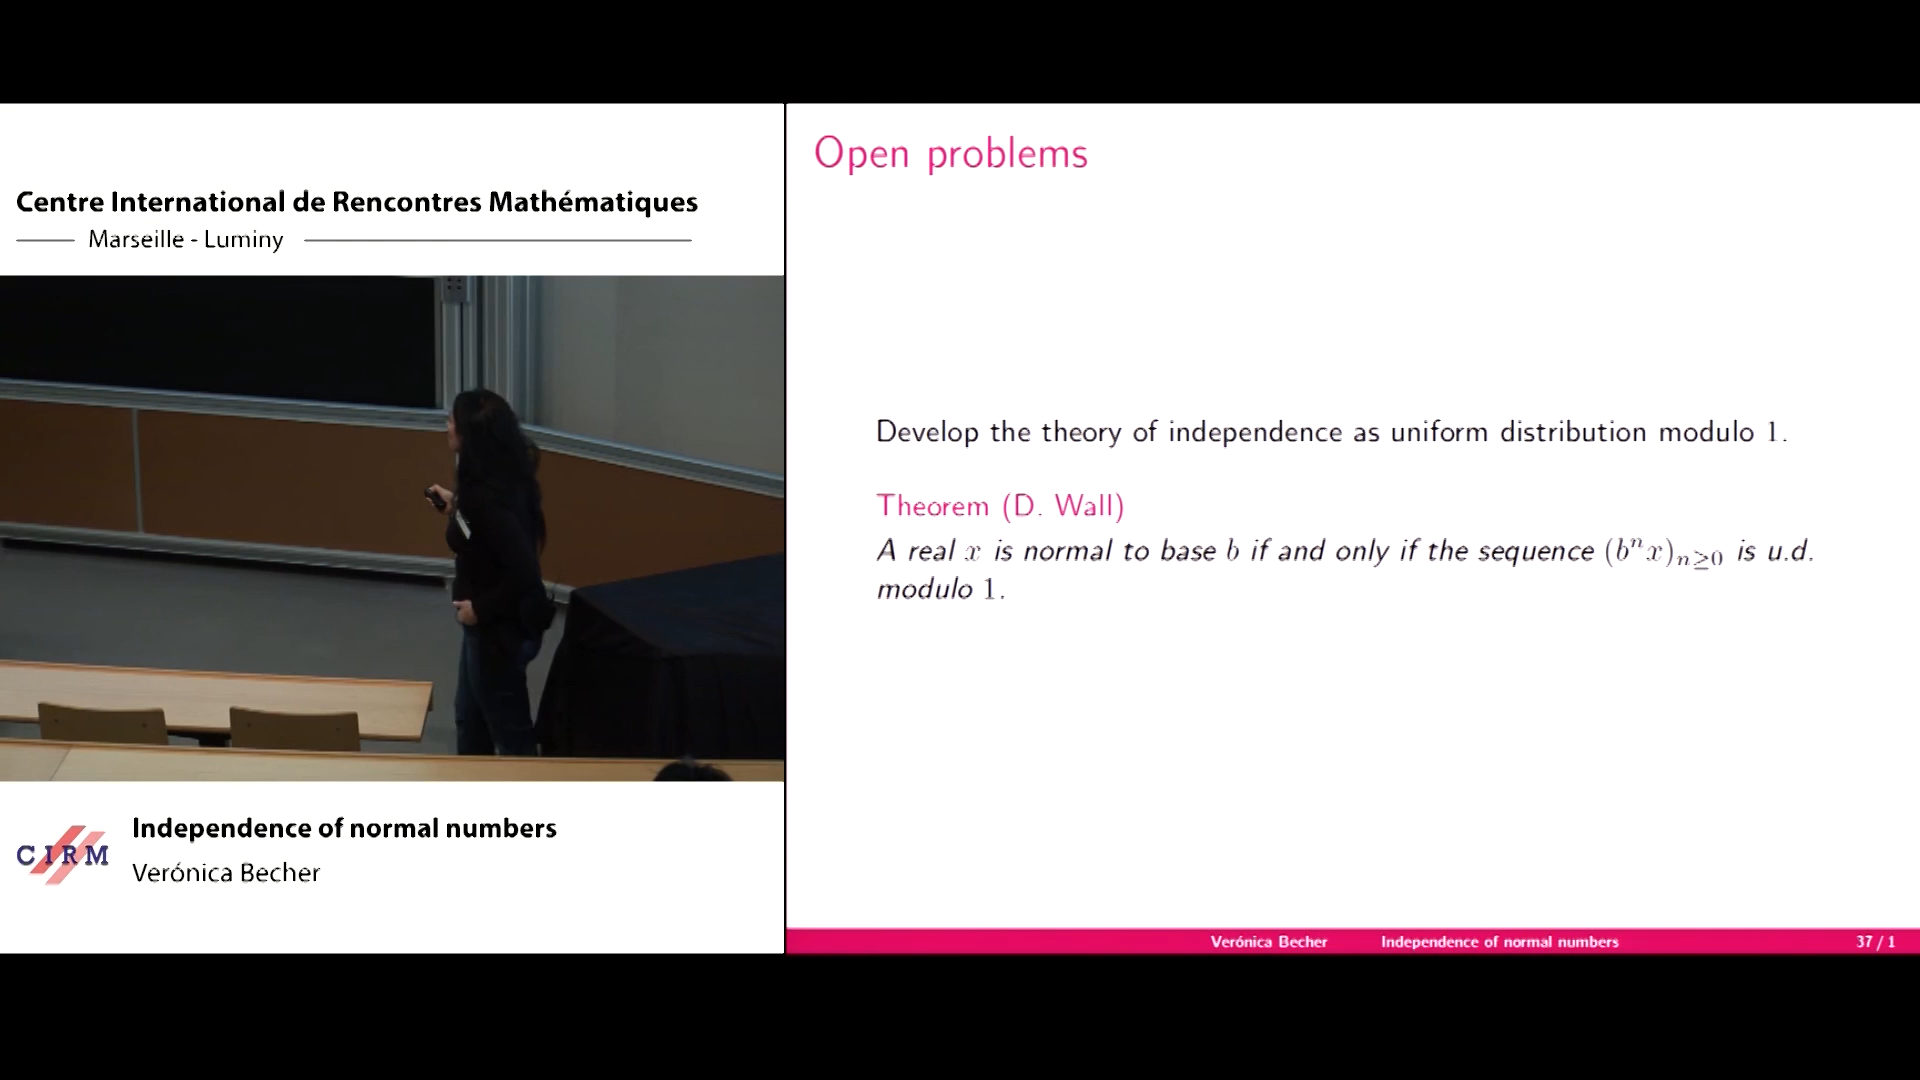 Centre International de Rencontres Mathématiques
Marseille - Luminy
CIRM
Independence of normal numbers
Verónica Becher
Open problems
Develop the theory of independence as uniform distribution modulo 1.
Theorem (D. Wall)
A real x is normal to base b if and only if the sequence (bⁿx)ₙ≥₀ is u.d.
modulo 1.
Verónica Becher Independence of normal numbers 37 / 1